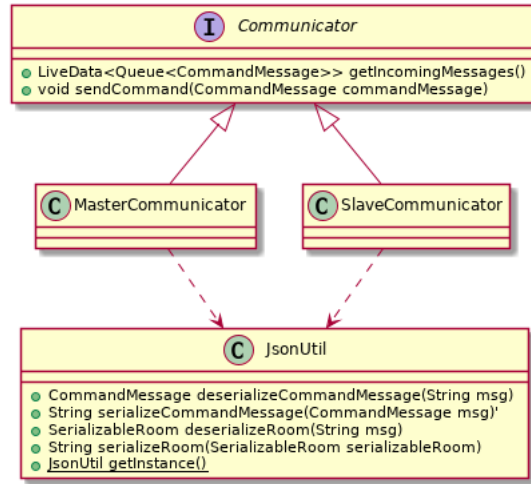 I Communicator
LiveData<Queue<CommandMessage>> getIncomingMessages()
void sendCommand(CommandMessage commandMessage)
C MasterCommunicator
C SlaveCommunicator
C JsonUtil
CommandMessage deserializeCommandMessage(String msg)
String serializeCommandMessage(CommandMessage msg)'
SerializableRoom deserializeRoom(String msg)
String serializeRoom(SerializableRoom serializableRoom)
JsonUtil getInstance()